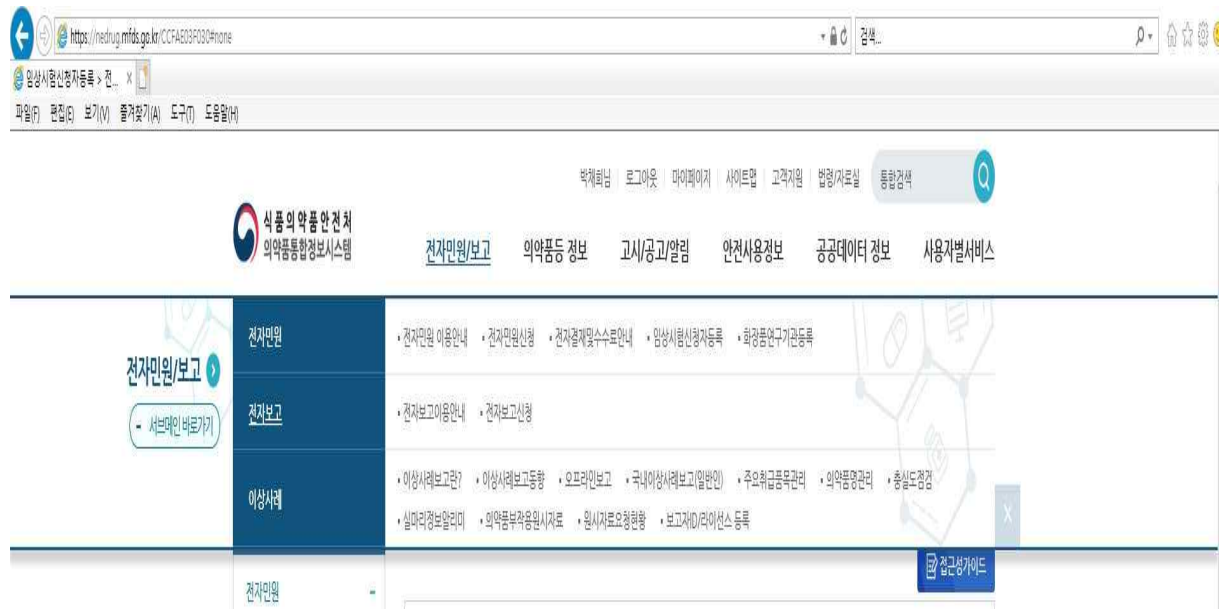 https://nedrug.mfds.go.kr/CCFAE03F030#none
검색...
임상시험신청자등록 > 전...
파일(F) 편집(E) 보기(V) 즐겨찾기(A) 도구(T) 도움말(H)
박채희님 로그아웃 마이페이지 사이트맵 고객지원 법령/자료실 통합검색
식품의약품안전처
의약품통합정보시스템
전자민원/보고 의약품등 정보 고시/공고/알림 안전사용정보 공공데이터 정보 사용자별서비스
전자민원/보고
- 서브메인 바로가기
전자민원
• 전자민원 이용안내 • 전자민원신청 • 전자결재및수수료안내 • 임상시험신청자등록 • 화장품연구기관등록
전자보고
• 전자보고이용안내 • 전자보고신청
이상사례
• 이상사례보고란? • 이상사례보고동향 • 오프라인보고 • 국내이상사례보고(일반인) • 주요취급품목관리 • 의약품명관리 • 충실도점검
• 실마리정보알리미 • 의약품부작용원시자료 • 원시자료요청현황 • 보고자ID/라이선스 등록
접근성가이드
전자민원 -